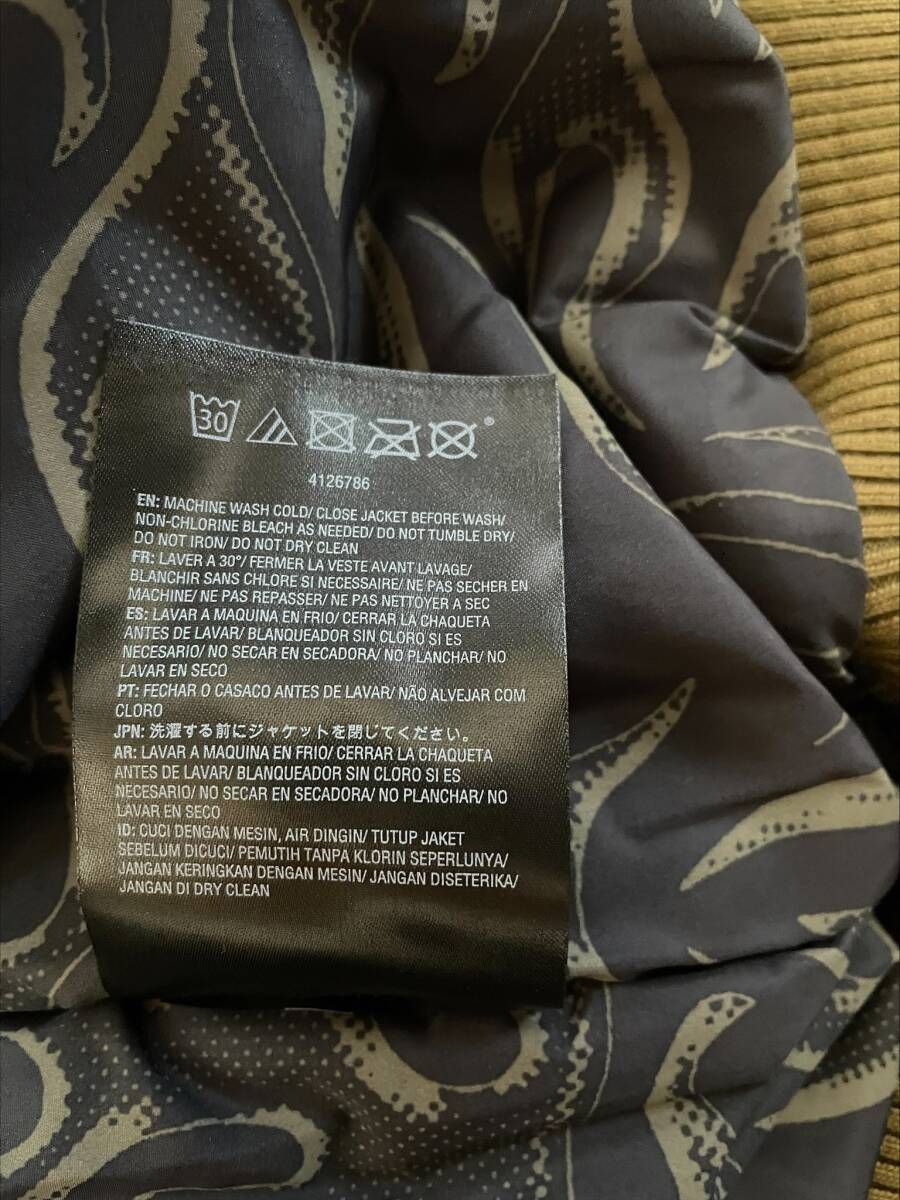 30
®
4126786
EN: MACHINE WASH COLD/ CLOSE JACKET BEFORE WASH/
NON-CHLORINE BLEACH AS NEEDED/ DO NOT TUMBLE DRY/
DO NOT IRON/ DO NOT DRY CLEAN
FR: LAVER A 30°/ FERMER LA VESTE AVANT LAVAGE/
BLANCHIR SANS CHLORE SI NECESSAIRE/ NE PAS SECHER EN
MACHINE/ NE PAS REPASSER/ NE PAS NETTOYER A SEC
ES: LAVAR A MAQUINA EN FRIO/ CERRAR LA CHAQUETA
ANTES DE LAVAR/ BLANQUEADOR SIN CLORO SI ES
NECESARIO/ NO SECAR EN SECADORA/ NO PLANCHAR/ NO
LAVAR EN SECO
PT: FECHAR O CASACO ANTES DE LAVAR/ NÃO ALVEJAR COM
CLORO
JPN: 洗濯する前にジャケットを閉じてください。
AR: LAVAR A MAQUINA EN FRIO/ CERRAR LA CHAQUETA
ANTES DE LAVAR/ BLANQUEADOR SIN CLORO SI ES
NECESARIO/ NO SECAR EN SECADORA/ NO PLANCHAR/ NO
LAVAR EN SECO
ID: CUCI DENGAN MESIN, AIR DINGIN/ TUTUP JAKET
SEBELUM DICUCI/ PEMUTIH TANPA KLORIN SEPERLUNYA/
JANGAN KERINGKAN DENGAN MESIN/ JANGAN DISETERIKA/
JANGAN DI DRY CLEAN